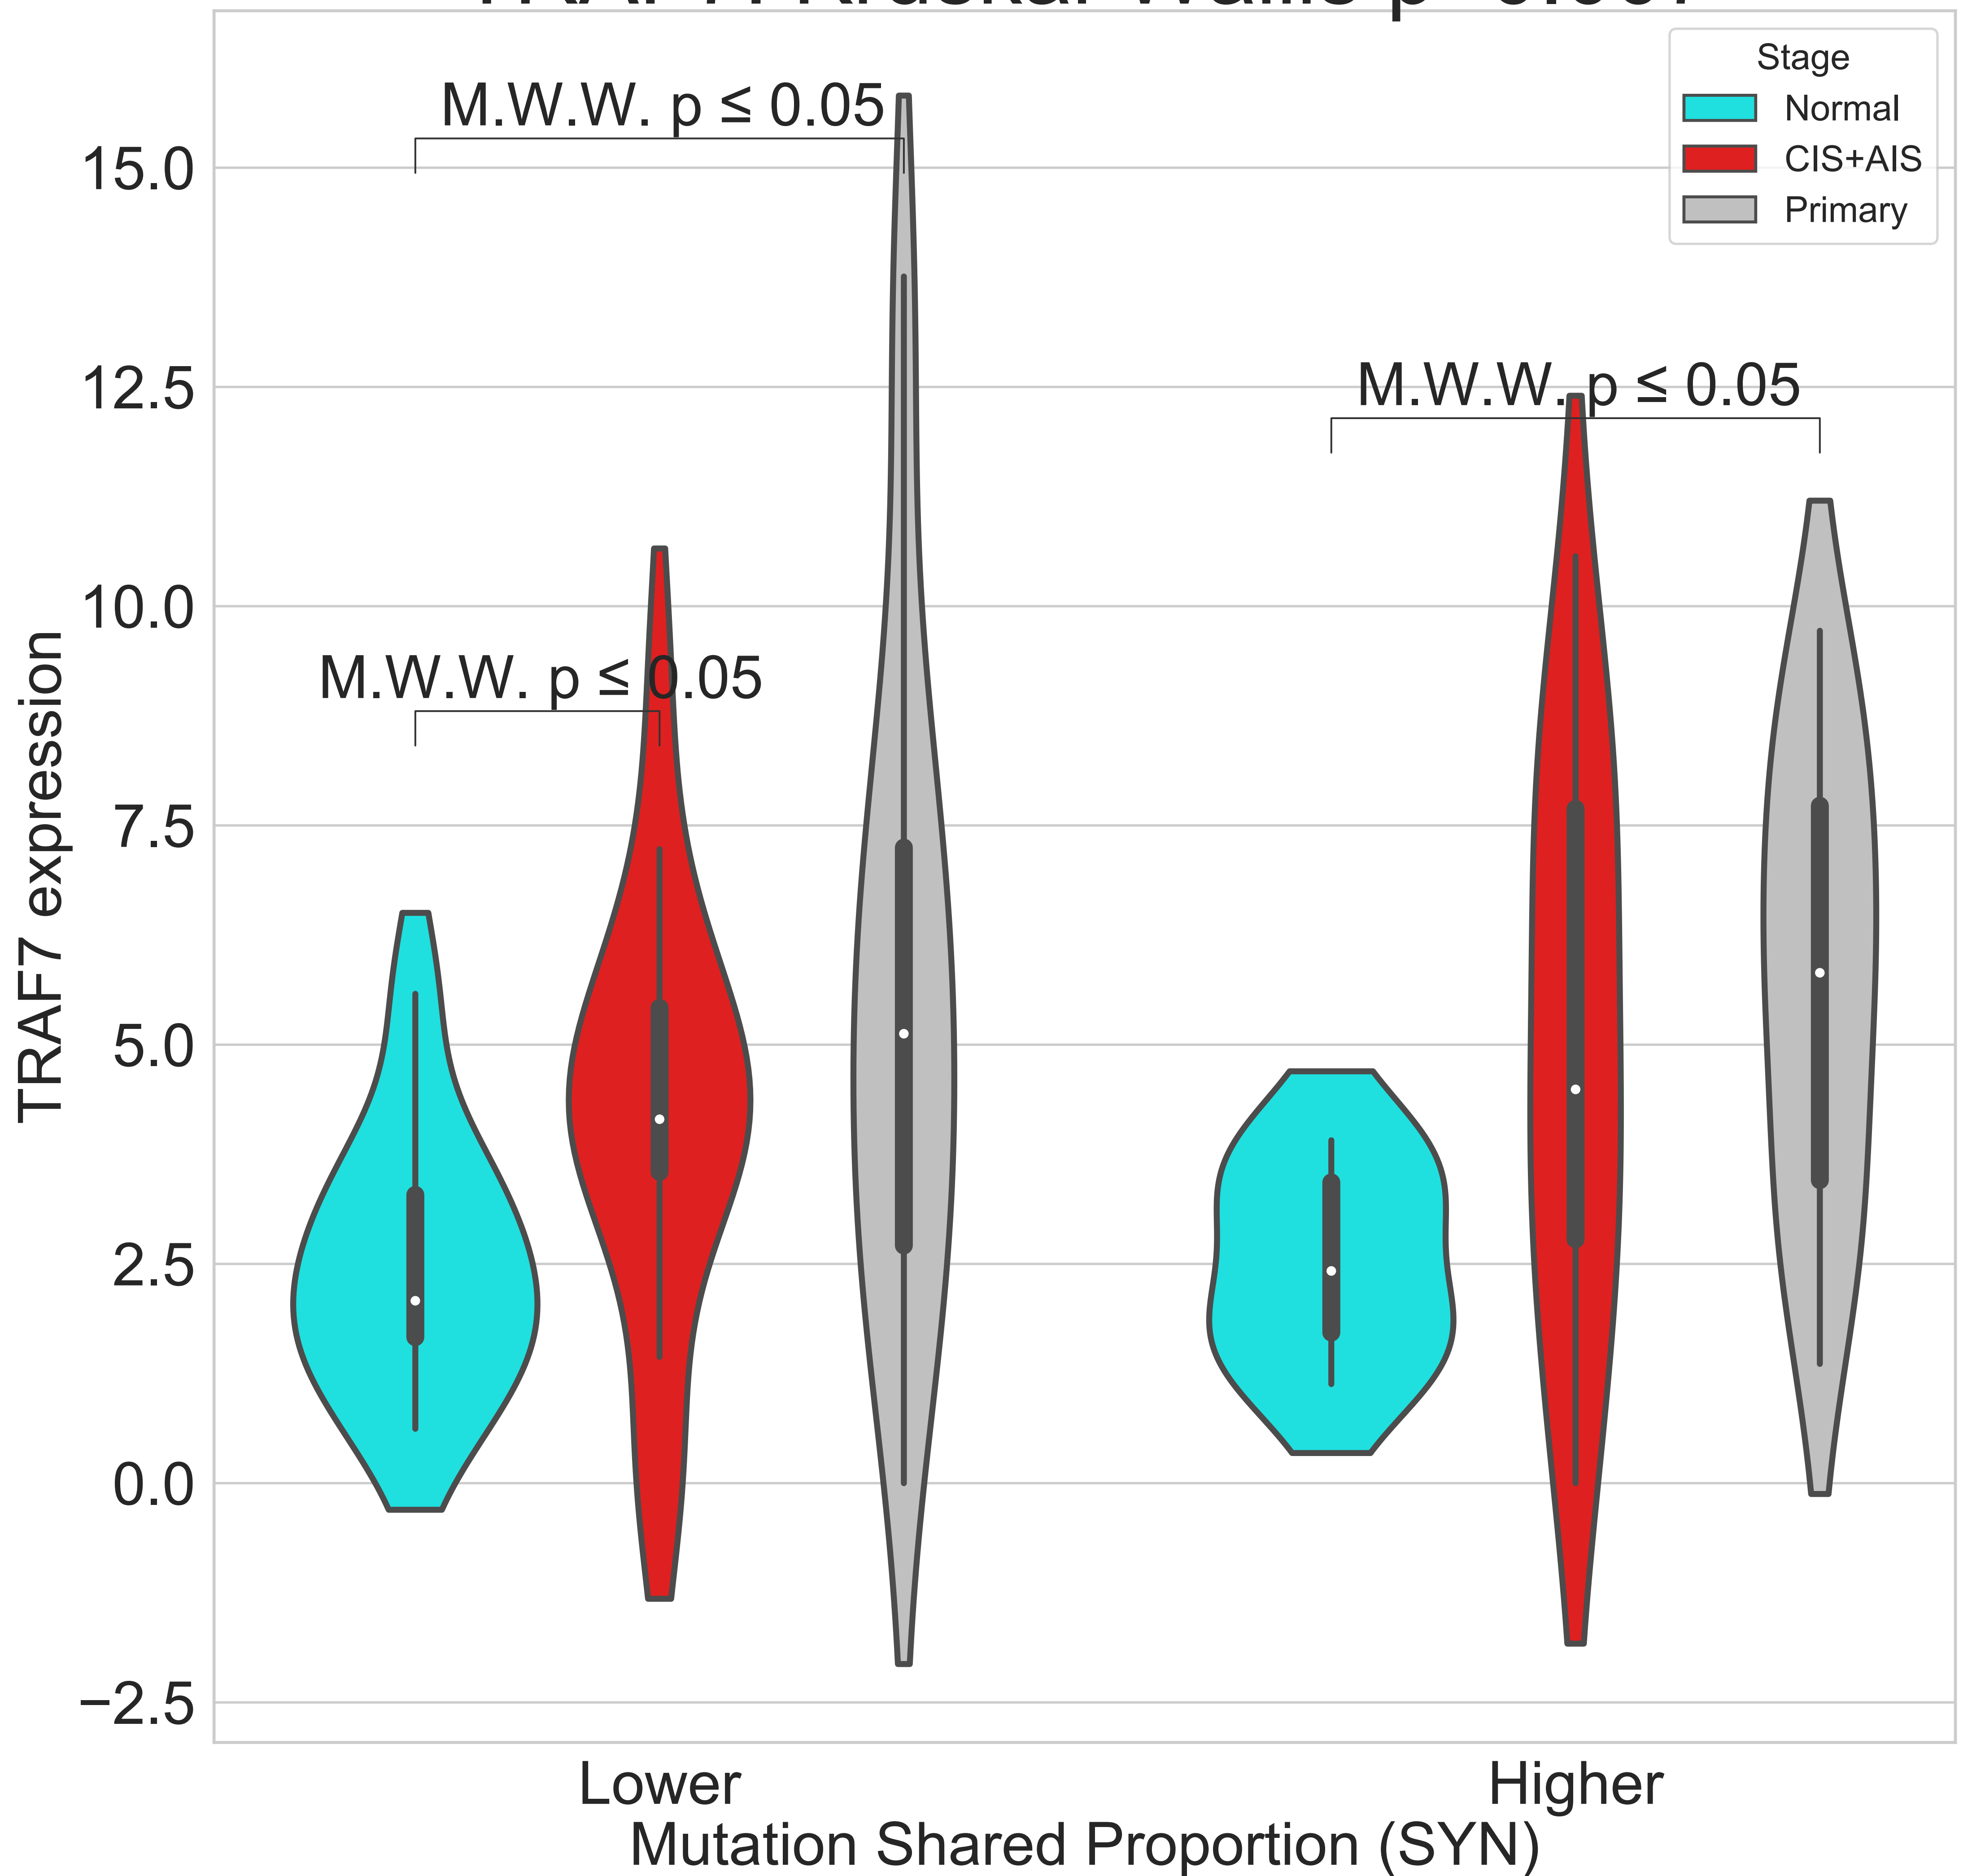 Stage
Normal
CIS+AIS
Primary
M.W.W. p ≤ 0.05
M.W.W. p ≤ 0.05
M.W.W. p ≤ 0.05
15.0
12.5
10.0
7.5
5.0
2.5
0.0
−2.5
TRAF7 expression
Lower
Higher
Mutation Shared Proportion (SYN)